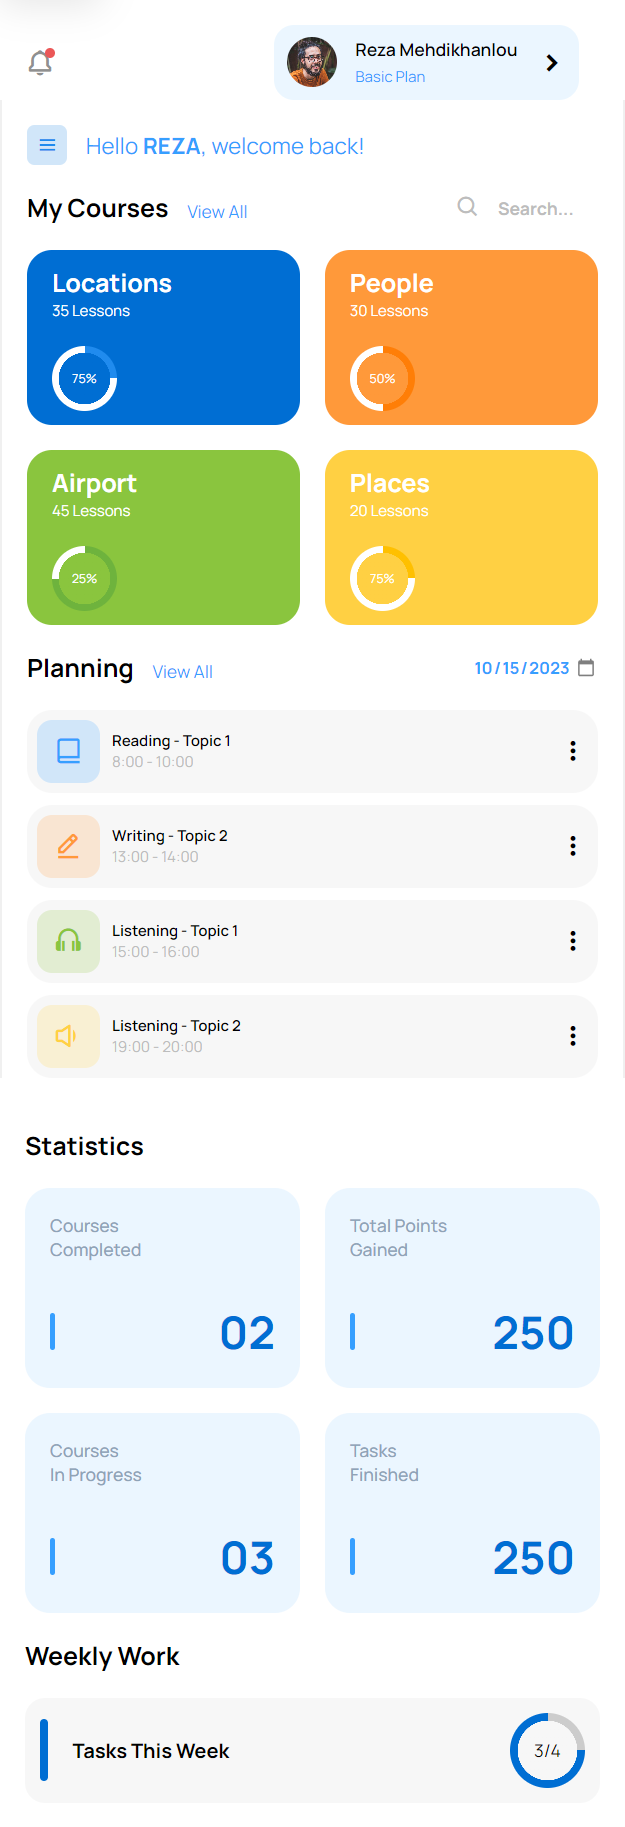 Reza Mehdikhanlou
Basic Plan
Hello REZA, welcome back!
My Courses View All Search...
Locations
35 Lessons
75%
People
30 Lessons
50%
Airport
45 Lessons
25%
Places
20 Lessons
75%
Planning View All 10/15/2023
Reading - Topic 1
8:00 - 10:00
Writing - Topic 2
13:00 - 14:00
Listening - Topic 1
15:00 - 16:00
Listening - Topic 2
19:00 - 20:00
Statistics
Courses
Completed
02
Total Points
Gained
250
Courses
In Progress
03
Tasks
Finished
250
Weekly Work
Tasks This Week 3/4